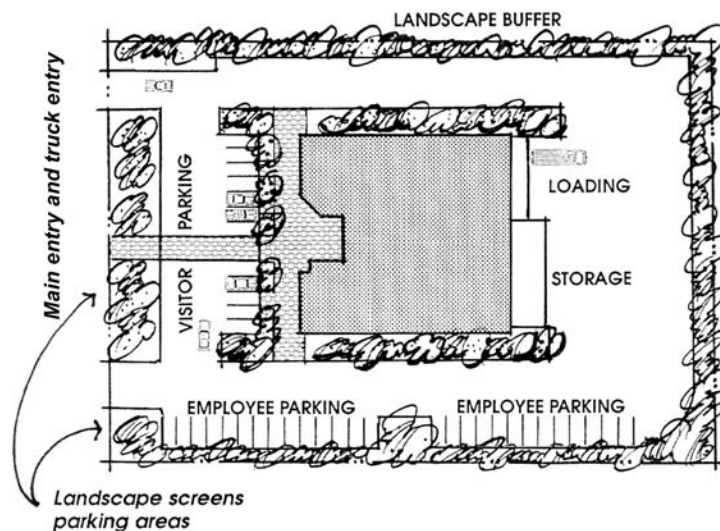 LANDSCAPE BUFFER
Main entry and truck entry
VISITOR PARKING
LOADING
STORAGE
EMPLOYEE PARKING
EMPLOYEE PARKING
Landscape screens
parking areas